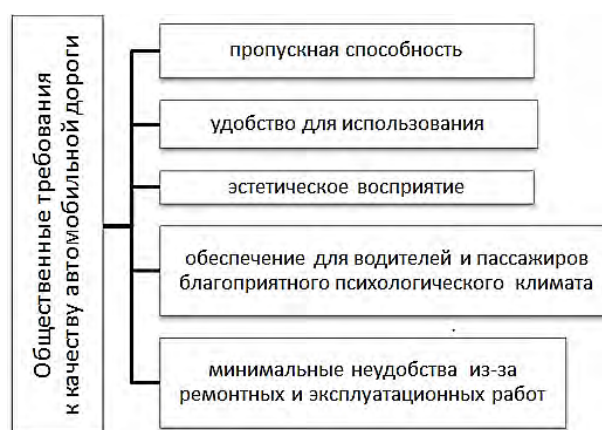 Общественные требования
к качеству автомобильной дороги
пропускная способность
удобство для использования
эстетическое восприятие
обеспечение для водителей и пассажиров
благоприятного психологического климата
минимальные неудобства из-за
ремонтных и эксплуатационных работ